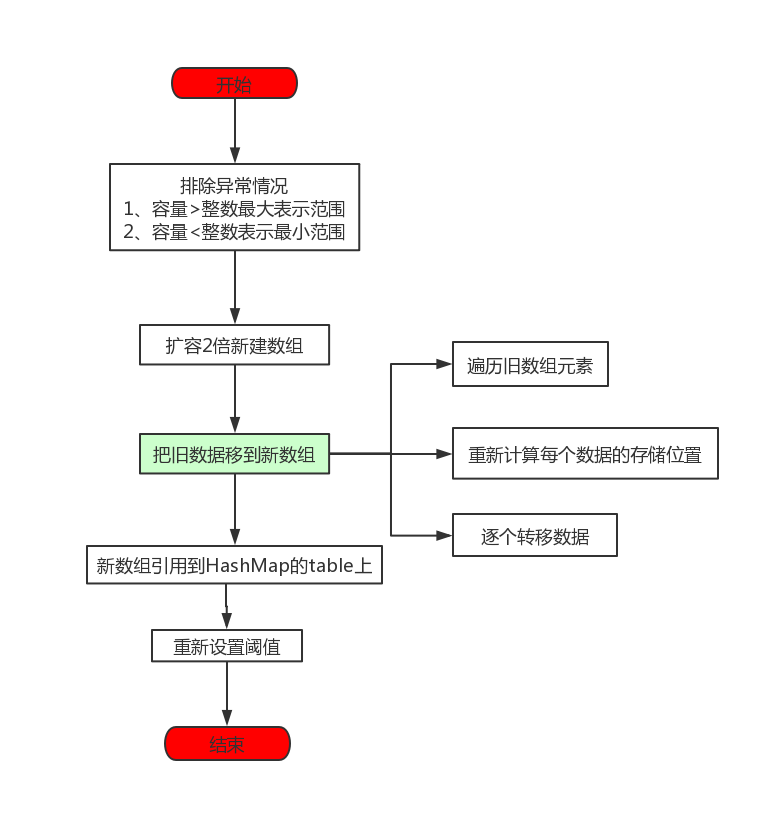 开始
排除异常情况
1、容量>整数最大表示范围
2、容量<整数表示最小范围
扩容2倍新建数组
把旧数据移到新数组
遍历旧数组元素
重新计算每个数据的存储位置
逐个转移数据
新数组引用到HashMap的table上
重新设置阈值
结束